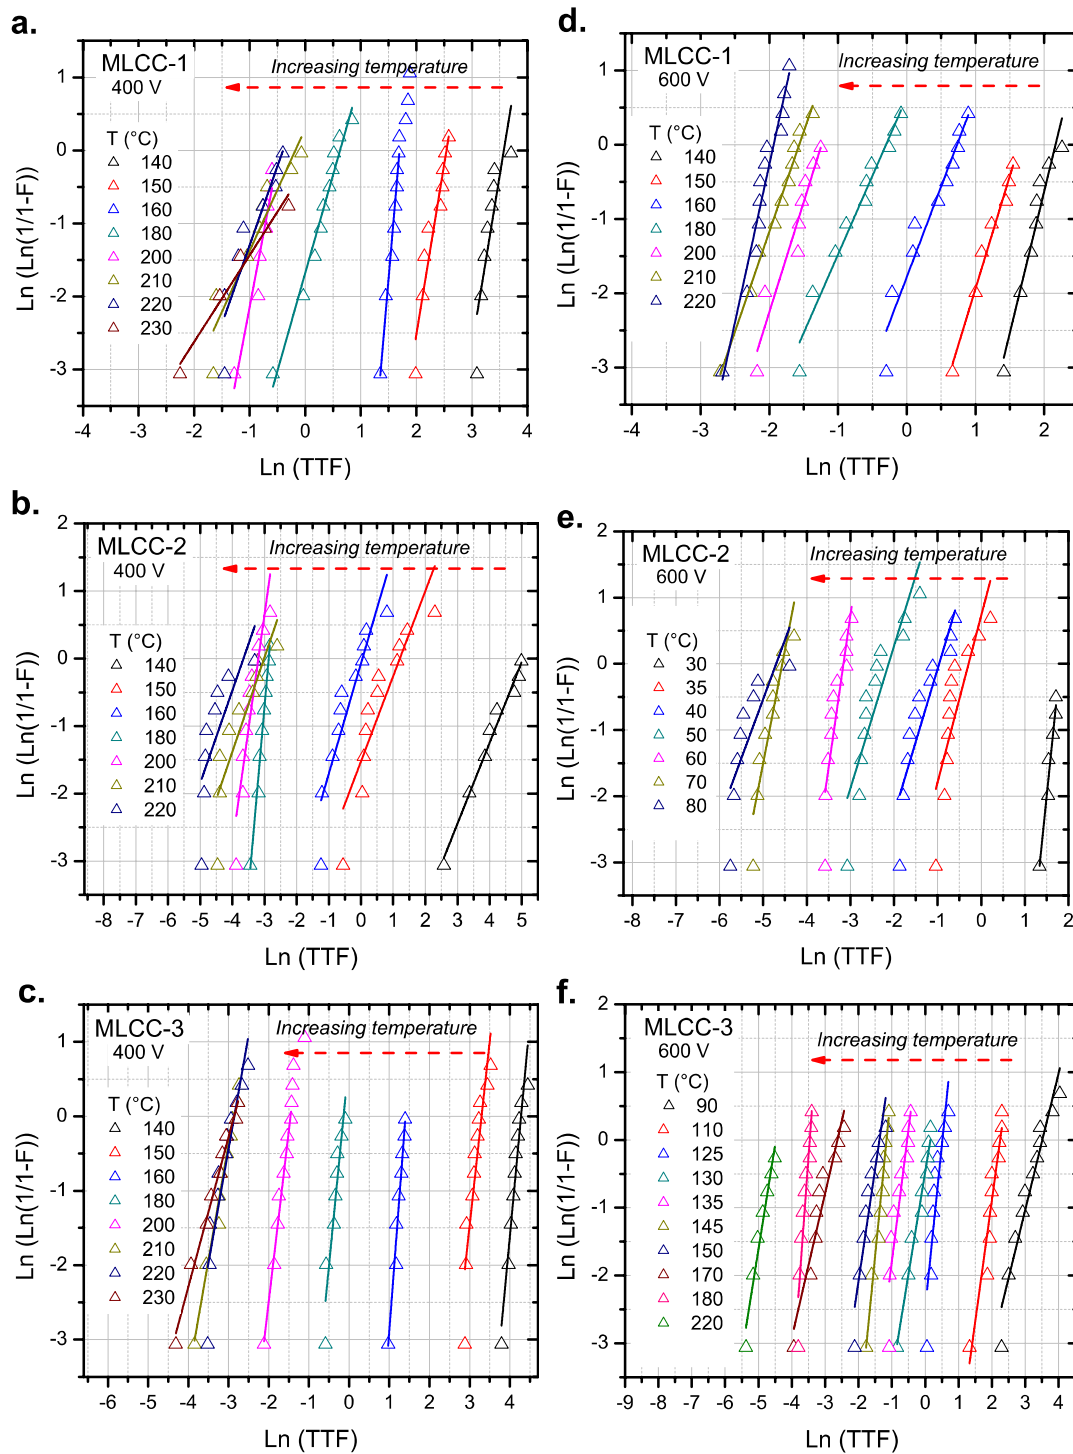 a.
MLCC-1
400 V
Increasing temperature
T (°C)
140
150
160
180
200
210
220
230
1
0
-1
-2
-3
-4 -3 -2 -1 0 1 2 3 4
Ln (Ln(1/1-F))
Ln (TTF)
d.
MLCC-1
600 V
Increasing temperature
T (°C)
140
150
160
180
200
210
220
1
0
-1
-2
-3
-4 -3 -2 -1 0 1 2
Ln (Ln(1/1-F))
Ln (TTF)
b.
MLCC-2
400 V
Increasing temperature
T (°C)
140
150
160
180
200
210
220
2
1
0
-1
-2
-3
-8 -7 -6 -5 -4 -3 -2 -1 0 1 2 3 4 5
Ln (Ln(1/1-F))
Ln (TTF)
e.
MLCC-2
600 V
Increasing temperature
T (°C)
30
35
40
50
60
70
80
2
1
0
-1
-2
-3
-8 -7 -6 -5 -4 -3 -2 -1 0 1 2
Ln(Ln(1/1-F))
Ln (TTF)
c.
MLCC-3
400 V
Increasing temperature
T (°C)
140
150
160
180
200
210
220
230
1
0
-1
-2
-3
-6 -5 -4 -3 -2 -1 0 1 2 3 4
Ln (Ln(1/1-F))
Ln (TTF)
f.
MLCC-3
600 V
Increasing temperature
T (°C)
90
110
125
130
135
145
150
170
180
220
2
1
0
-1
-2
-3
-9 -8 -7 -6 -5 -4 -3 -2 -1 0 1 2 3 4
Ln (Ln(1/1-F))
Ln (TTF)